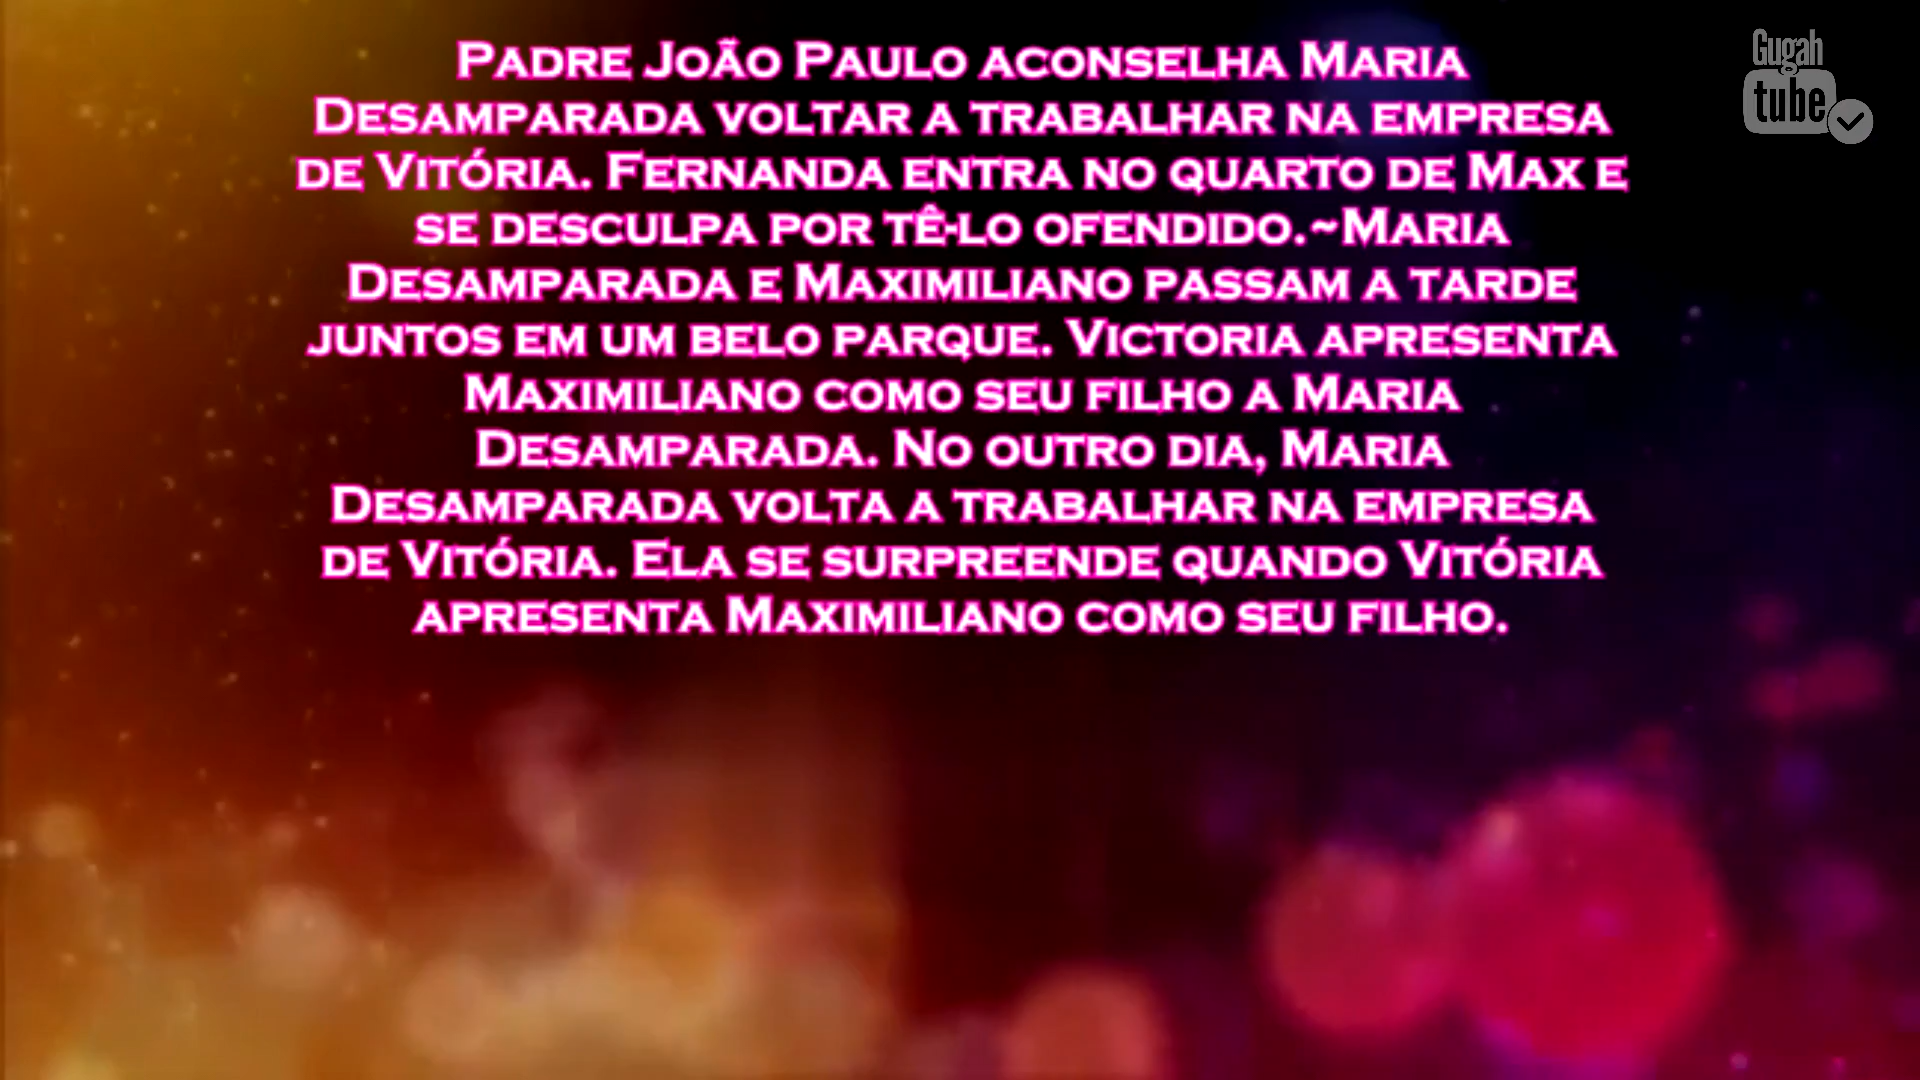 Padre João Paulo aconselha Maria
Desamparada voltar a trabalhar na empresa
de Vitória. Fernanda entra no quarto de Max e
se desculpa por tê-lo ofendido.~Maria
Desamparada e Maximiliano passam a tarde
juntos em um belo parque. Victoria apresenta
Maximiliano como seu filho a Maria
Desamparada. No outro dia, Maria
Desamparada volta a trabalhar na empresa
de Vitória. Ela se surpreende quando Vitória
apresenta Maximiliano como seu filho.
Gugah
tube